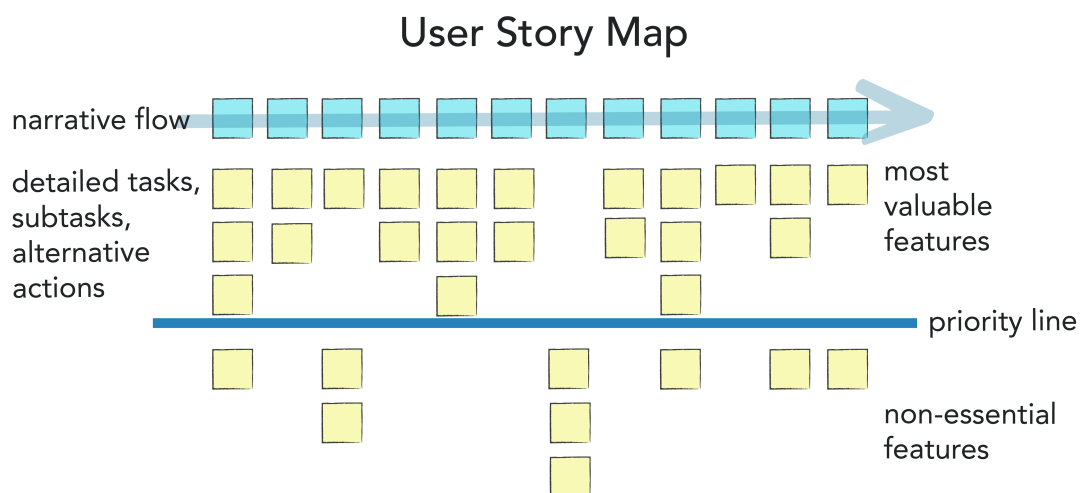 User Story Map
narrative flow
detailed tasks,
subtasks,
alternative
actions
most
valuable
features
priority line
non-essential
features